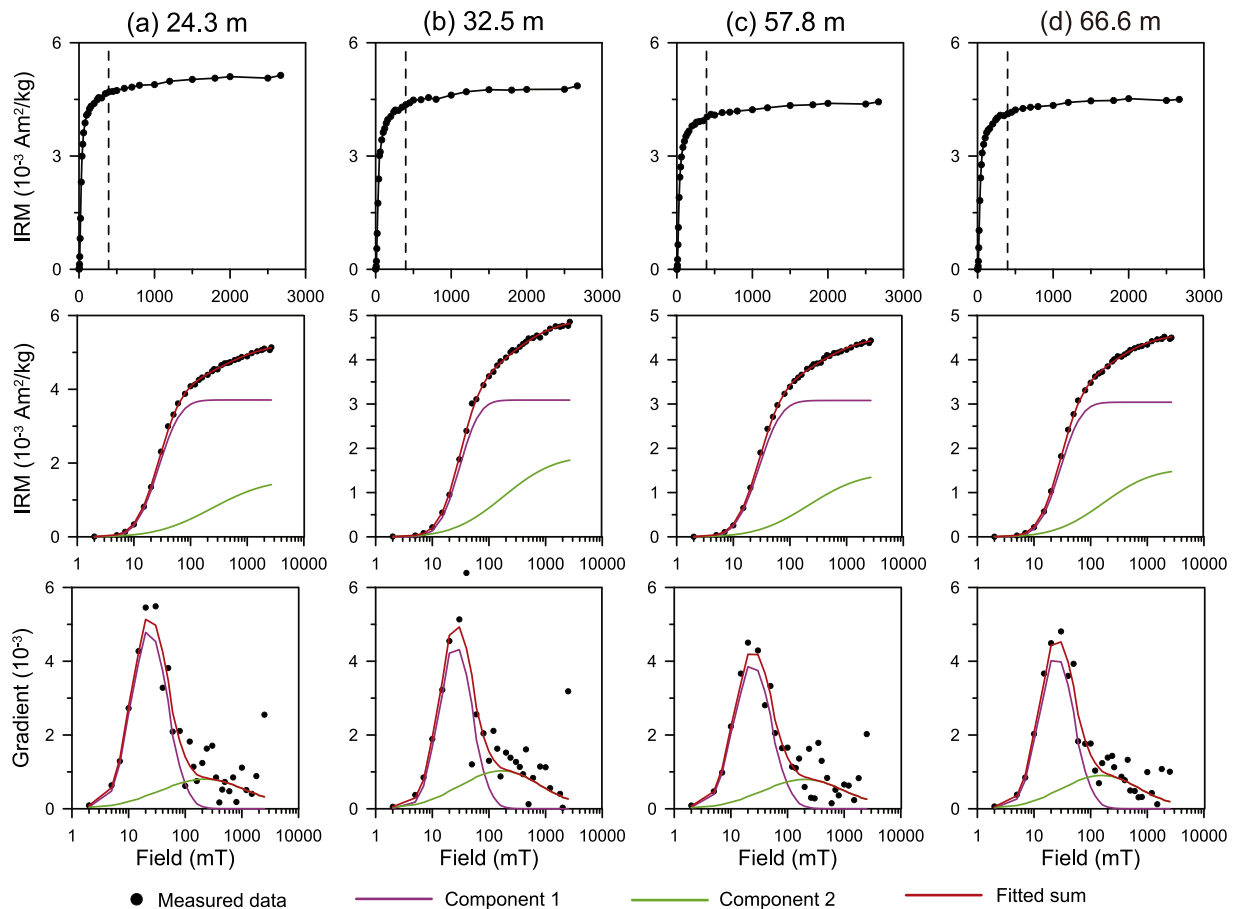 (a) 24.3 m (b) 32.5 m (c) 57.8 m (d) 66.6 m
IRM (10⁻³ Am²/kg)
6 6 6 6
3 3 3 3
0 0 0 0
0 1000 2000 3000 0 1000 2000 3000 0 1000 2000 3000 0 1000 2000 3000
IRM (10⁻³ Am²/kg)
6 5 5 5
4 4 4
4 3 3 3
2 2 2 2
1 1 1
0 0 0 0
1 10 100 1000 10000 1 10 100 1000 10000 1 10 100 1000 10000 1 10 100 1000 10000
Gradient (10⁻³)
6 6 6 6
4 4 4 4
2 2 2 2
0 0 0 0
1 10 100 1000 10000 1 10 100 1000 10000 1 10 100 1000 10000 1 10 100 1000 10000
Field (mT) Field (mT) Field (mT) Field (mT)
Measured data Component 1 Component 2 Fitted sum